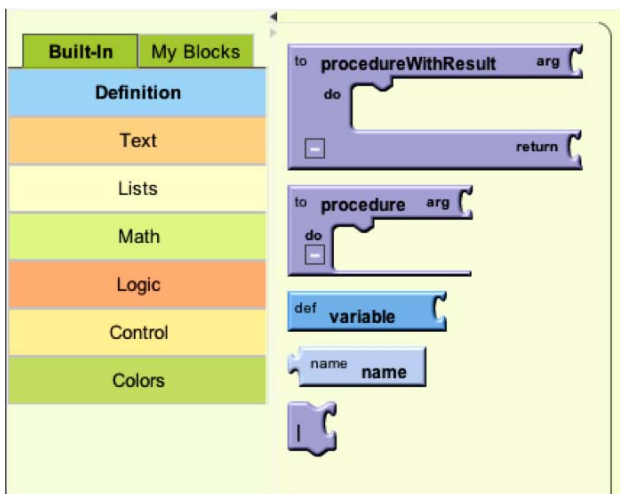 Built-In My Blocks
Definition
Text
Lists
Math
Logic
Control
Colors
to procedureWithResult arg
do
return
to procedure arg
do
def variable
name name